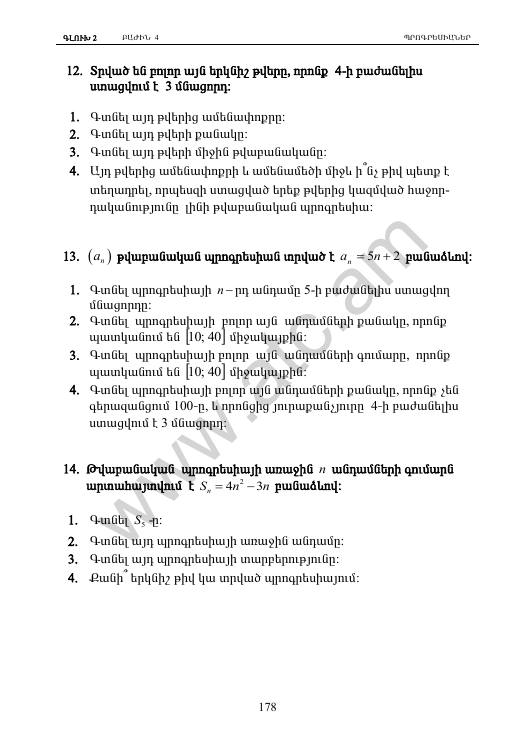 ԳԼՈՒԽ 2 ԲԱԺԻՆ 4 ՊՐՈԳՐԵՍԻԱՆԵՐ
12. Տրված են բոլոր այն երկնիշ թվերը, որոնք 4-ի բաժանելիս
ստացվում է 3 մնացորդ:
1. Գտնել այդ թվերից ամենափոքրը:
2. Գտնել այդ թվերի քանակը:
3. Գտնել այդ թվերի միջին թվաբանականը:
4. Այդ թվերից ամենափոքրի և ամենամեծի միջև ի՞նչ թիվ պետք է
տեղադրել, որպեսզի ստացված երեք թվերից կազմված հաջոր-
դականությունը լինի թվաբանական պրոգրեսիա:
13. (aₙ) թվաբանական պրոգրեսիան տրված է aₙ = 5n + 2 բանաձևով:
1. Գտնել պրոգրեսիայի n – րդ անդամը 5-ի բաժանելիս ստացվող
մնացորդը:
2. Գտնել պրոգրեսիայի բոլոր այն անդամների քանակը, որոնք
պատկանում են [10; 40] միջակայքին:
3. Գտնել պրոգրեսիայի բոլոր այն անդամների գումարը, որոնք
պատկանում են [10; 40] միջակայքին:
4. Գտնել պրոգրեսիայի բոլոր այն անդամների քանակը, որոնք չեն
գերազանցում 100-ը, և որոնցից յուրաքանչյուրը 4-ի բաժանելիս
ստացվում է 3 մնացորդ:
14. Թվաբանական պրոգրեսիայի առաջին n անդամների գումարն
արտահայտվում է Sₙ = 4n² – 3n բանաձևով:
1. Գտնել S₅ -ը:
2. Գտնել այդ պրոգրեսիայի առաջին անդամը:
3. Գտնել այդ պրոգրեսիայի տարբերությունը:
4. Քանի՞ երկնիշ թիվ կա տրված պրոգրեսիայում:
www.atc.am
178